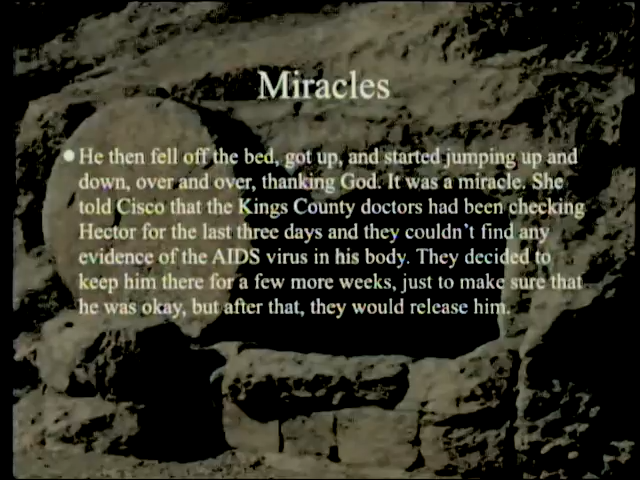 Miracles
• He then fell off the bed, got up, and started jumping up and
down, over and over, thanking God. It was a miracle. She
told Cisco that the Kings County doctors had been checking
Hector for the last three days and they couldn't find any
evidence of the AIDS virus in his body. They decided to
keep him there for a few more weeks, just to make sure that
he was okay, but after that, they would release him.